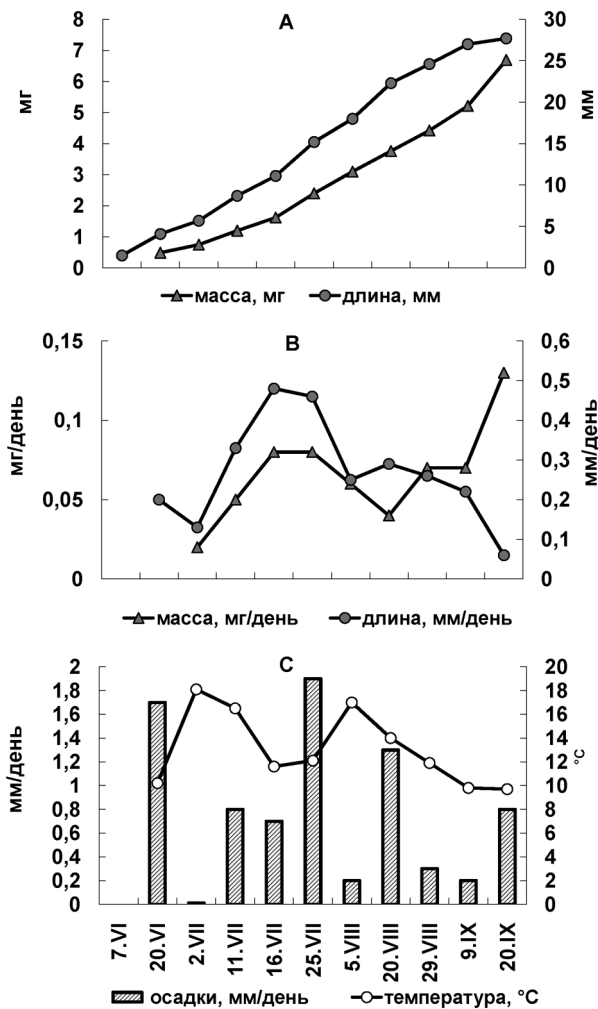 A
8
7
6
5
4
3
2
1
0
мг
30
25
20
15
10
5
0
мм
масса, мг
длина, мм
B
0,15
0,1
0,05
0
мг/день
0,6
0,5
0,4
0,3
0,2
0,1
0
мм/день
масса, мг/день
длина, мм/день
C
2
1,8
1,6
1,4
1,2
1
0,8
0,6
0,4
0,2
0
мм/день
20
18
16
14
12
10
8
6
4
2
0
°C
7.VI
20.VI
2.VII
11.VII
16.VII
25.VII
5.VIII
20.VIII
29.VIII
9.IX
20.IX
осадки, мм/день
температура, °C